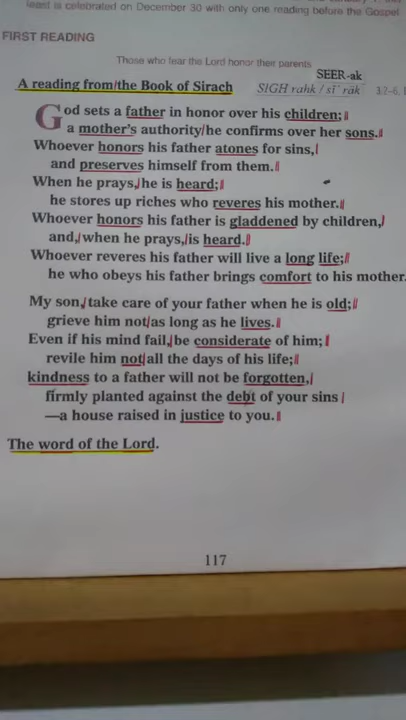 feast is celebrated on December 30 with only one reading before the Gospel
FIRST READING
Those who fear the Lord honor their parents
SEER-ak
A reading from the Book of Sirach SIGH rahk / sī' räk 3:2-6,
God sets a father in honor over his children;
a mother's authority he confirms over her sons.
Whoever honors his father atones for sins,
and preserves himself from them.
When he prays, he is heard;
he stores up riches who reveres his mother.
Whoever honors his father is gladdened by children,
and, when he prays, is heard.
Whoever reveres his father will live a long life;
he who obeys his father brings comfort to his mother.
My son, take care of your father when he is old;
grieve him not as long as he lives.
Even if his mind fail, be considerate of him;
revile him not all the days of his life;
kindness to a father will not be forgotten,
firmly planted against the debt of your sins
—a house raised in justice to you.
The word of the Lord.
117